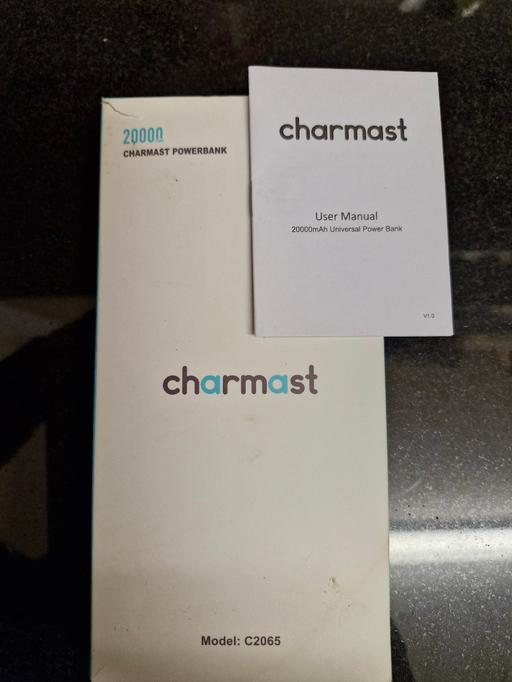 20000
CHARMAST POWERBANK
charmast
Model: C2065
charmast
User Manual
20000mAh Universal Power Bank
V1.0